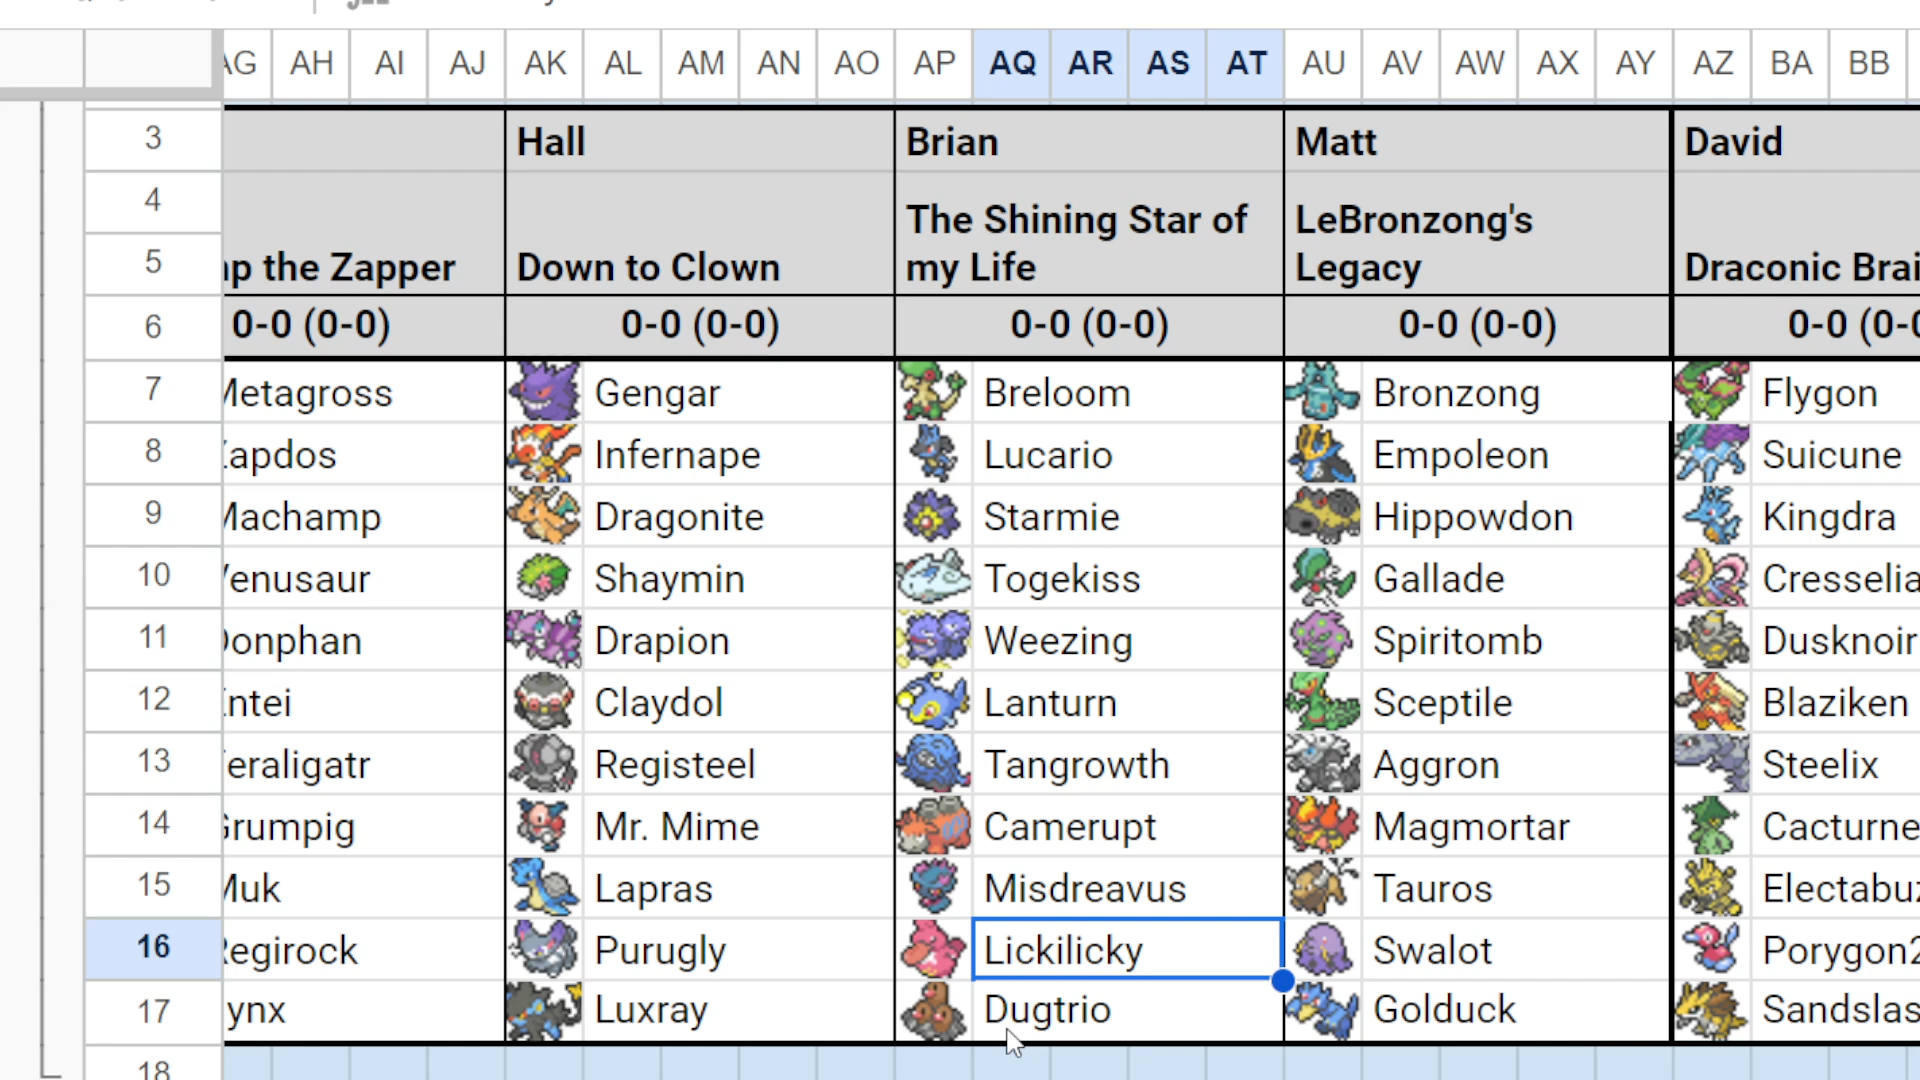 AG AH AI AJ AK AL AM AN AO AP AQ AR AS AT AU AV AW AX AY AZ BA BB
3 Hall Brian Matt David
4 The Shining Star of LeBronzong's
5 the Zapper Down to Clown my Life Legacy Draconic
6 0-0 (0-0) 0-0 (0-0) 0-0 (0-0) 0-0 (0-0) 0-0
7 Metagross Gengar Breloom Bronzong Flygon
8 Zapdos Infernape Lucario Empoleon Suicune
9 Machamp Dragonite Starmie Hippowdon Kingdra
10 Venusaur Shaymin Togekiss Gallade Cresselia
11 Donphan Drapion Weezing Spiritomb Dusknoir
12 Entei Claydol Lanturn Sceptile Blaziken
13 Feraligatr Registeel Tangrowth Aggron Steelix
14 Grumpig Mr. Mime Camerupt Magmortar Cacturne
15 Muk Lapras Misdreavus Tauros Electabuz
16 Regirock Purugly Lickilicky Swalot Porygon2
17 ynx Luxray Dugtrio Golduck Sandslas
18